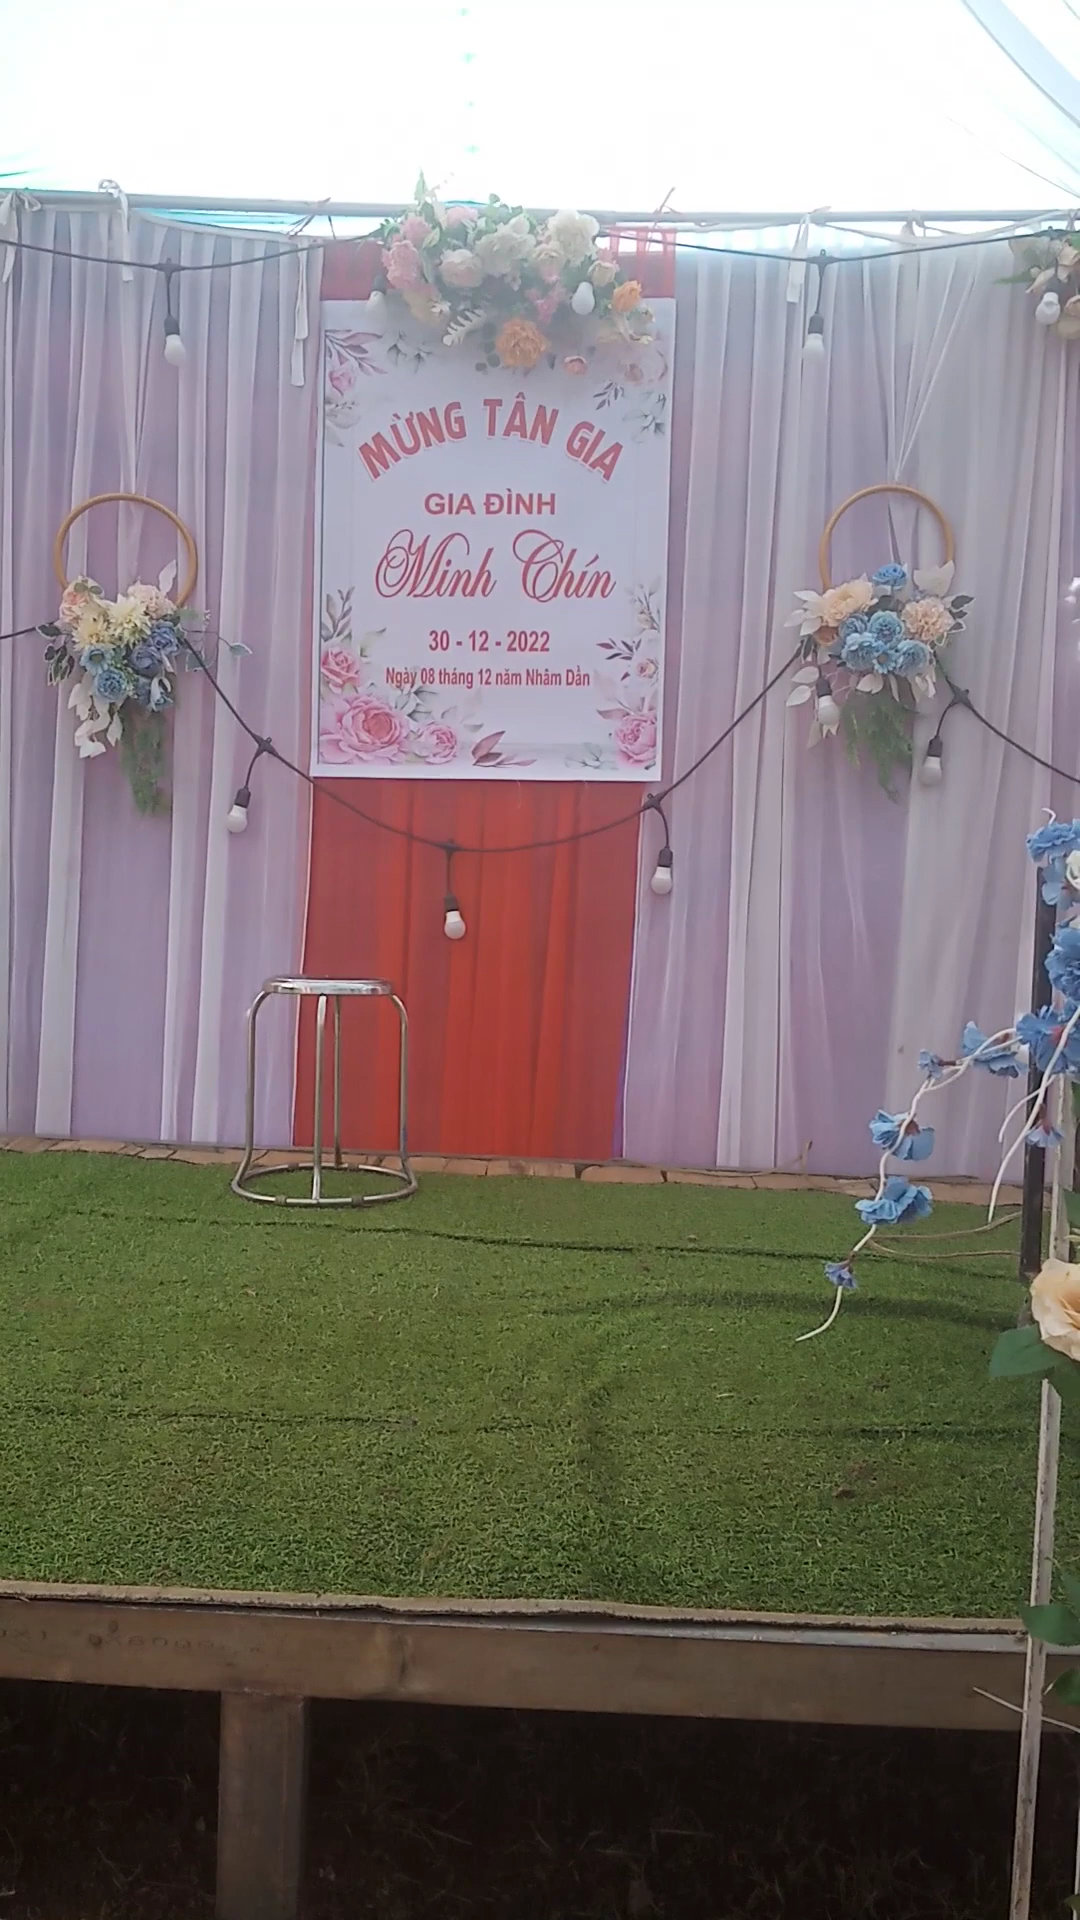 MỪNG TÂN GIA
GIA ĐÌNH
Minh Chín
30 - 12 - 2022
Ngày 08 tháng 12 năm Nhâm Dần